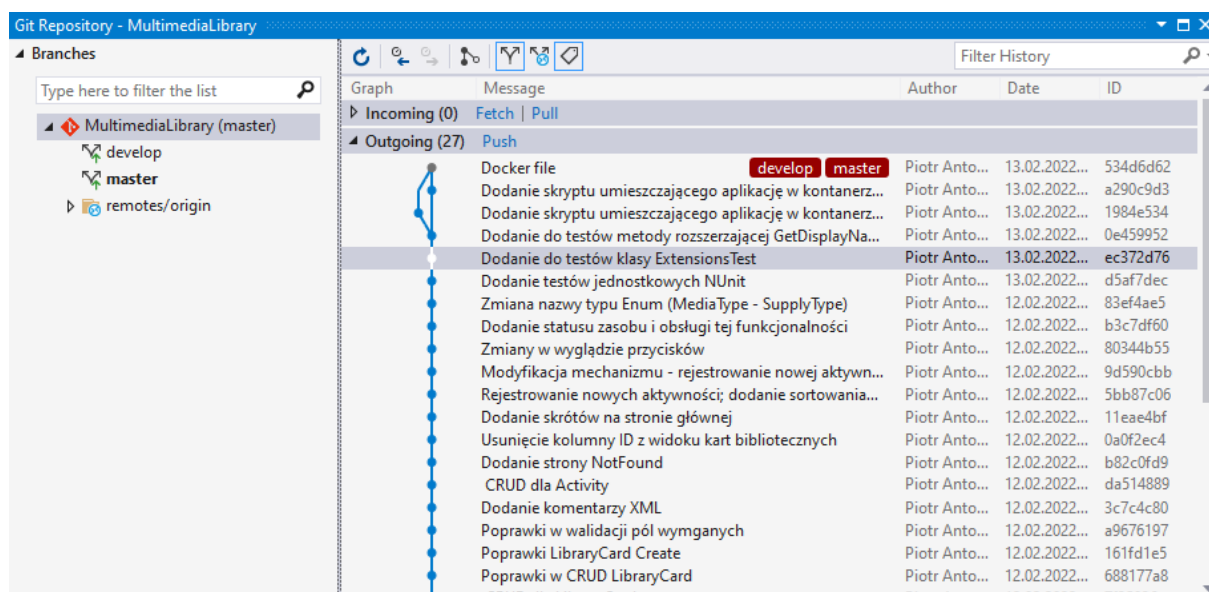 Git Repository - MultimediaLibrary
Branches
Type here to filter the list
MultimediaLibrary (master)
develop
master
remotes/origin
Filter History
Graph Message Author Date ID
Incoming (0) Fetch | Pull
Outgoing (27) Push
Docker file develop master Piotr Anto... 13.02.2022... 534d6d62
Dodanie skryptu umieszczającego aplikację w kontanerz... Piotr Anto... 13.02.2022... a290c9d3
Dodanie skryptu umieszczającego aplikację w kontanerz... Piotr Anto... 13.02.2022... 1984e534
Dodanie do testów metody rozszerzającej GetDisplayNa... Piotr Anto... 13.02.2022... 0e459952
Dodanie do testów klasy ExtensionsTest Piotr Anto... 13.02.2022... ec372d76
Dodanie testów jednostkowych NUnit Piotr Anto... 13.02.2022... d5af7dec
Zmiana nazwy typu Enum (MediaType - SupplyType) Piotr Anto... 12.02.2022... 83ef4ae5
Dodanie statusu zasobu i obsługi tej funkcjonalności Piotr Anto... 12.02.2022... b3c7df60
Zmiany w wyglądzie przycisków Piotr Anto... 12.02.2022... 80344b55
Modyfikacja mechanizmu - rejestrowanie nowej aktywn... Piotr Anto... 12.02.2022... 9d590cbb
Rejestrowanie nowych aktywności; dodanie sortowania... Piotr Anto... 12.02.2022... 5bb87c06
Dodanie skrótów na stronie głównej Piotr Anto... 12.02.2022... 11eae4bf
Usunięcie kolumny ID z widoku kart bibliotecznych Piotr Anto... 12.02.2022... 0a0f2ec4
Dodanie strony NotFound Piotr Anto... 12.02.2022... b82c0fd9
CRUD dla Activity Piotr Anto... 12.02.2022... da514889
Dodanie komentarzy XML Piotr Anto... 12.02.2022... 3c7c4c80
Poprawki w walidacji pól wymganych Piotr Anto... 12.02.2022... a9676197
Poprawki LibraryCard Create Piotr Anto... 12.02.2022... 161fd1e5
Poprawki w CRUD LibraryCard Piotr Anto... 12.02.2022... 688177a8